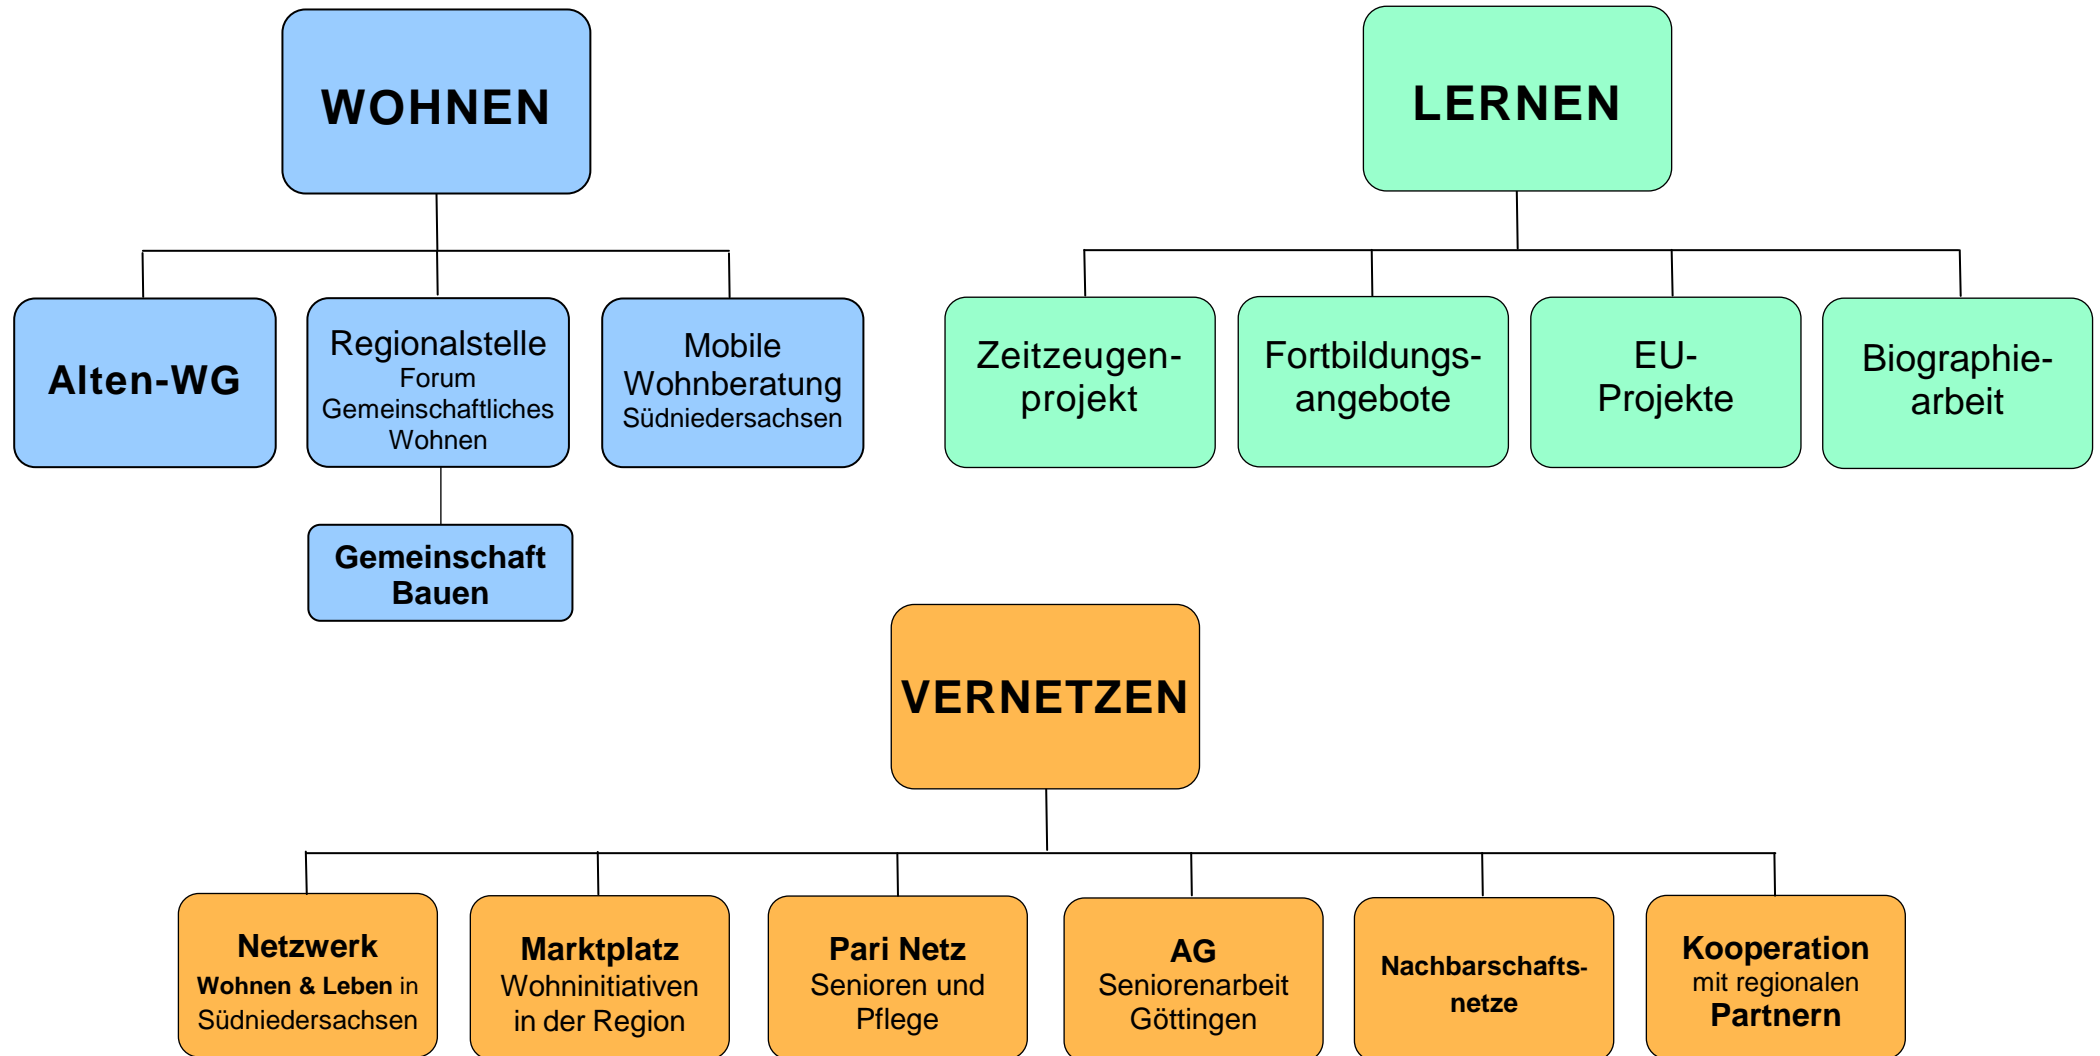 WOHNEN
LERNEN
Alten-WG
Regionalstelle
Forum
Gemeinschaftliches
Wohnen
Mobile
Wohnberatung
Südniedersachsen
Zeitzeugen-
projekt
Fortbildungs-
angebote
EU-
Projekte
Biographie-
arbeit
Gemeinschaft
Bauen
VERNETZEN
Netzwerk
Wohnen & Leben in
Südniedersachsen
Marktplatz
Wohninitiativen
in der Region
Pari Netz
Senioren und
Pflege
AG
Seniorenarbeit
Göttingen
Nachbarschafts-
netze
Kooperation
mit regionalen
Partnern